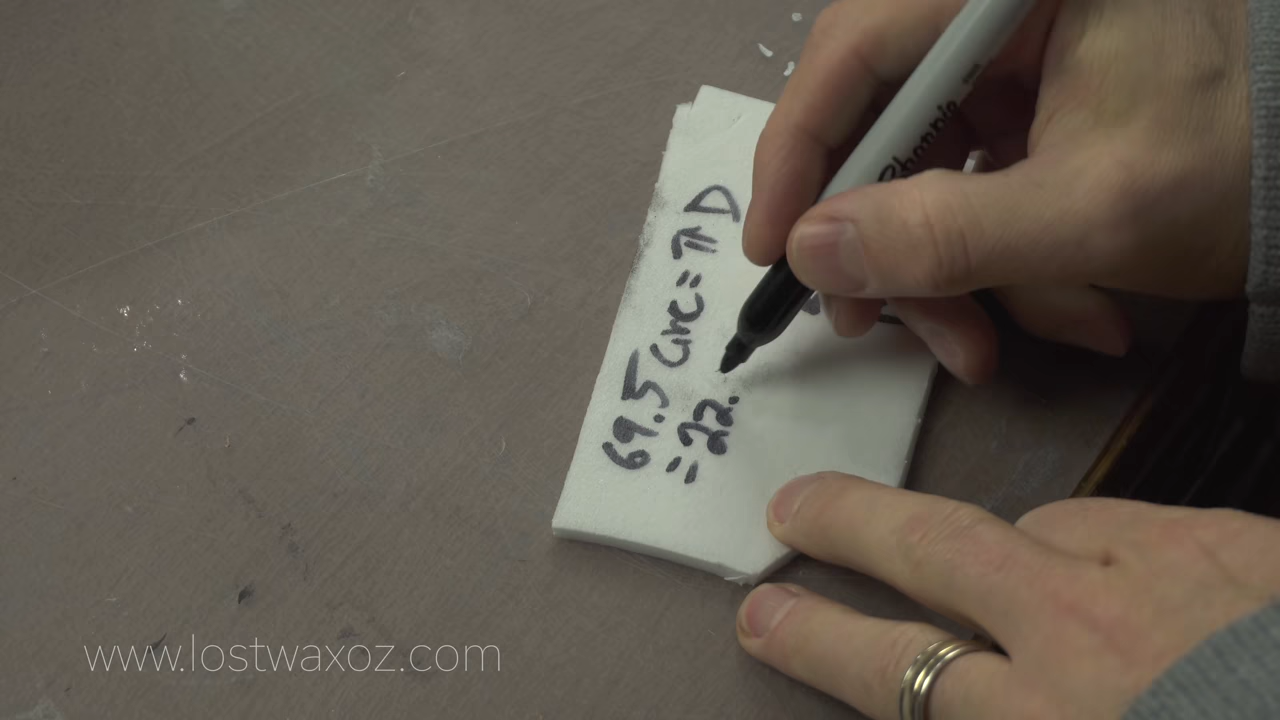 69.5 Circ = π D
= 22.
Sharpie
www.lostwaxoz.com